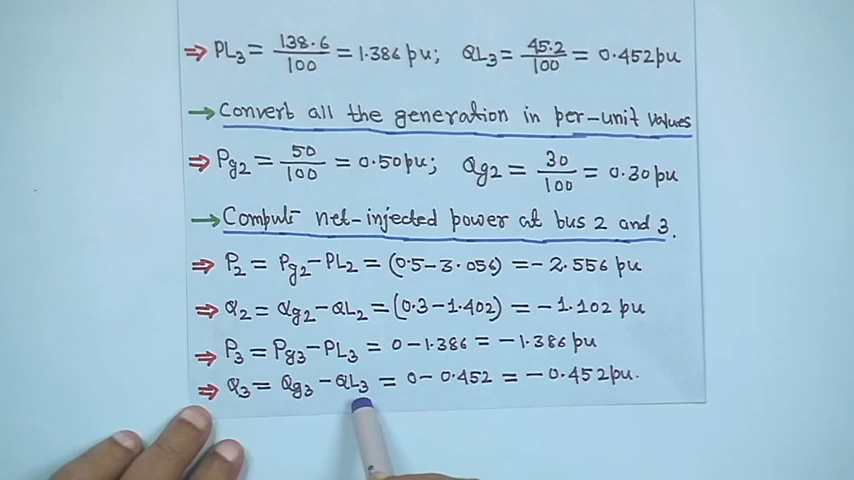 ⇒ PL₃ = 138.6/100 = 1.386 pu; QL₃ = 45.2/100 = 0.452 pu
→ Convert all the generation in per-unit values
⇒ Pg₂ = 50/100 = 0.50 pu; Qg₂ = 30/100 = 0.30 pu
→ Compute net-injected power at bus 2 and 3.
⇒ P₂ = Pg₂ - PL₂ = (0.5 - 3.056) = - 2.556 pu
⇒ Q₂ = Qg₂ - QL₂ = (0.3 - 1.402) = - 1.102 pu
⇒ P₃ = Pg₃ - PL₃ = 0 - 1.386 = - 1.386 pu
⇒ Q₃ = Qg₃ - QL₃ = 0 - 0.452 = - 0.452 pu.